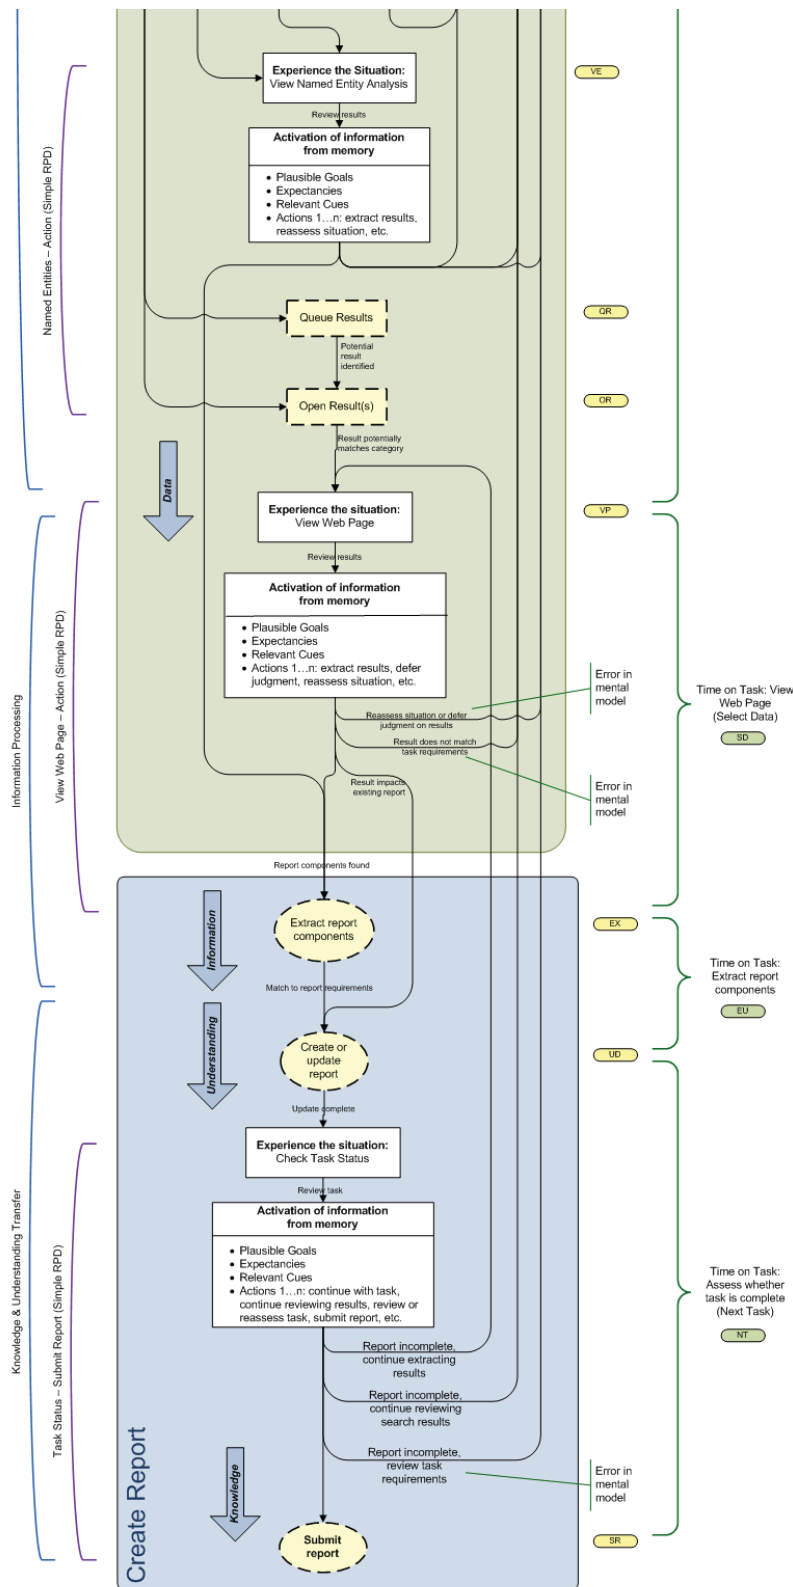 Experience the Situation:
View Named Entity Analysis
VE
Review results
Activation of information
from memory
• Plausible Goals
• Expectancies
• Relevant Cues
• Actions 1...n: extract results,
reassess situation, etc.
Named Entities – Action (Simple RPD)
Queue Results
QR
Potential
result
identified
Open Result(s)
OR
Result potentially
matches category
Data
Experience the situation:
View Web Page
VP
Review results
Activation of information
from memory
• Plausible Goals
• Expectancies
• Relevant Cues
• Actions 1...n: extract results, defer
judgment, reassess situation, etc.
Information Processing
View Web Page – Action (Simple RPD)
Error in
mental
model
Time on Task: View
Web Page
(Select Data)
SD
Reassess situation or defer
judgment on results
Result does not match
task requirements
Result impacts
existing report
Error in
mental
model
Report components found
Extract report
components
EX
Information
Time on Task:
Extract report
components
EU
Match to report requirements
Understanding
Create or
update
report
UD
Update complete
Experience the situation:
Check Task Status
Review task
Activation of information
from memory
• Plausible Goals
• Expectancies
• Relevant Cues
• Actions 1...n: continue with task,
continue reviewing results, review or
reassess task, submit report, etc.
Knowledge & Understanding Transfer
Task Status – Submit Report (Simple RPD)
Time on Task:
Assess whether
task is complete
(Next Task)
NT
Report incomplete,
continue extracting
results
Report incomplete,
continue reviewing
search results
Report incomplete,
review task
requirements
Error in
mental
model
Knowledge
Create Report
Submit
report
SR